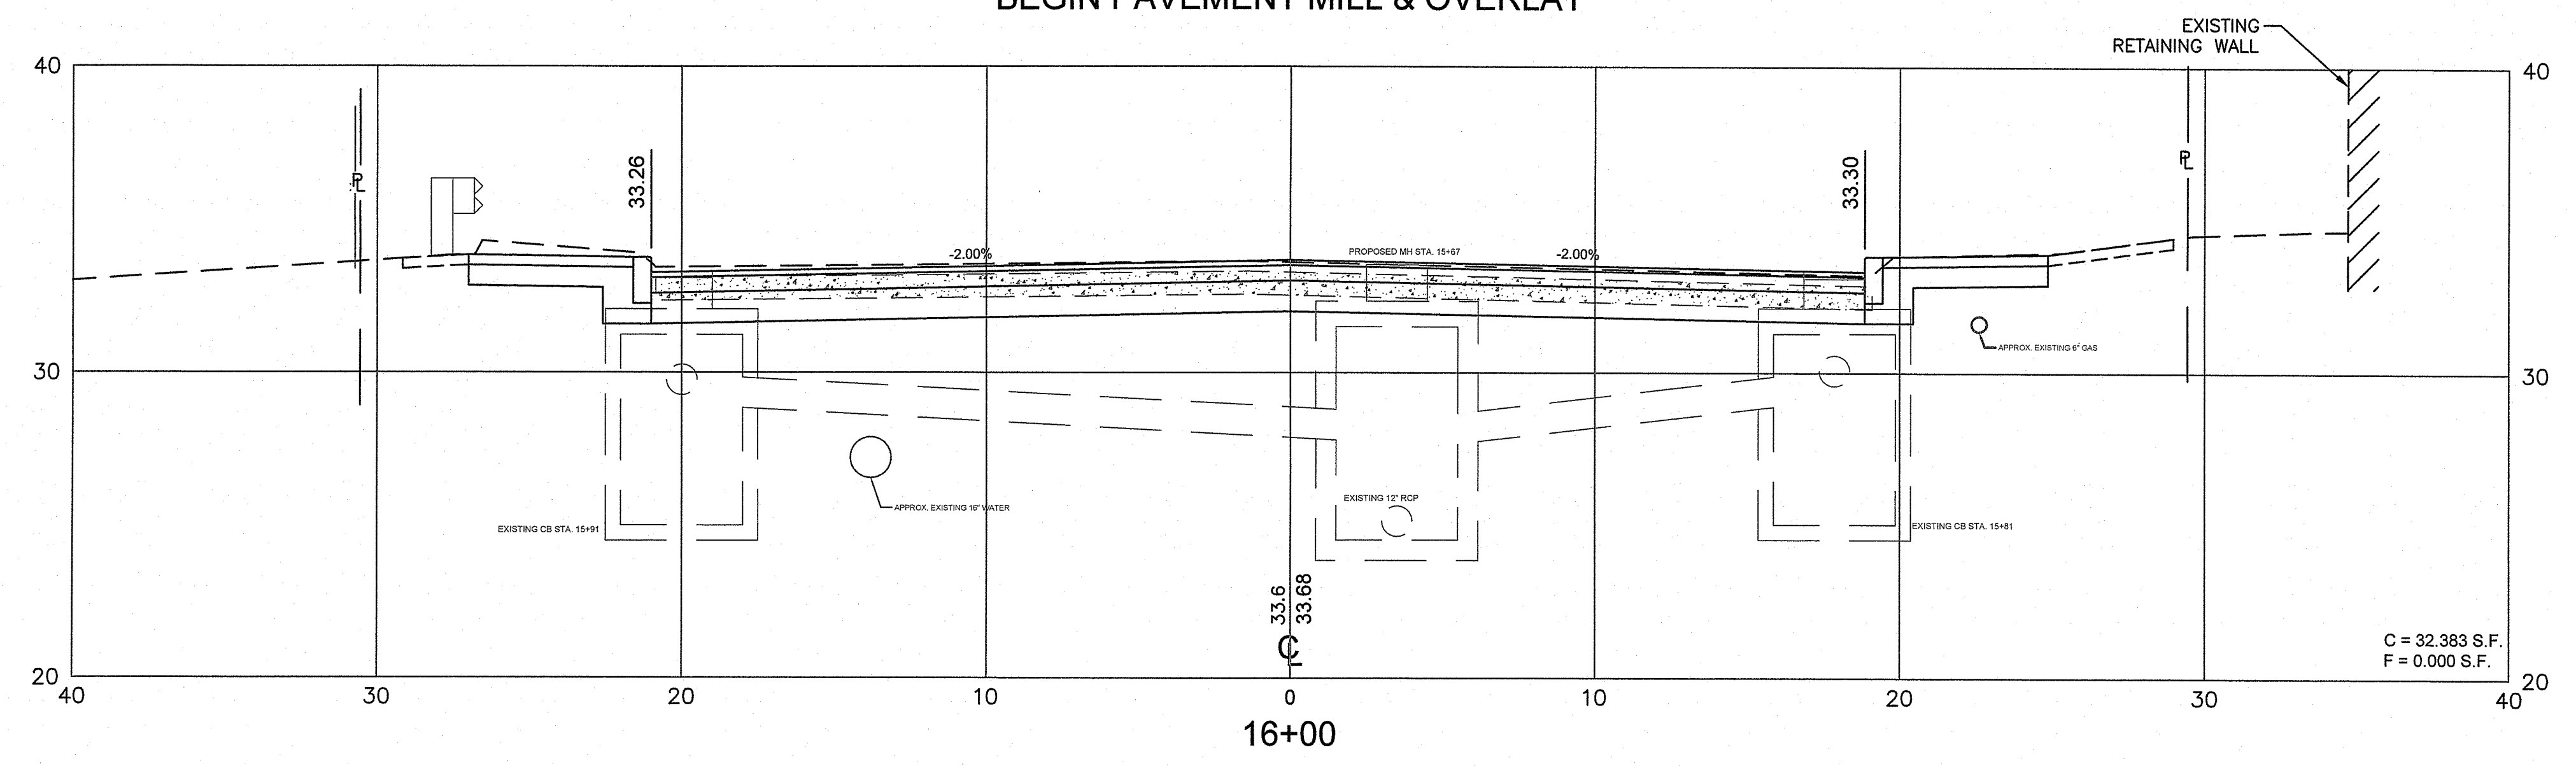 BEGIN PAVEMENT MILL & OVERLAY
EXISTING
RETAINING WALL
40
40
33.26
33.30
PL
PL
-2.00%
PROPOSED MH STA. 15+67
-2.00%
APPROX. EXISTING 6" GAS
30
30
EXISTING 12" RCP
APPROX. EXISTING 16" WATER
EXISTING CB STA. 15+91
EXISTING CB STA. 15+81
33.6
33.68
CL
C = 32.383 S.F.
F = 0.000 S.F.
20
20
40
30
20
10
0
10
20
30
40
16+00